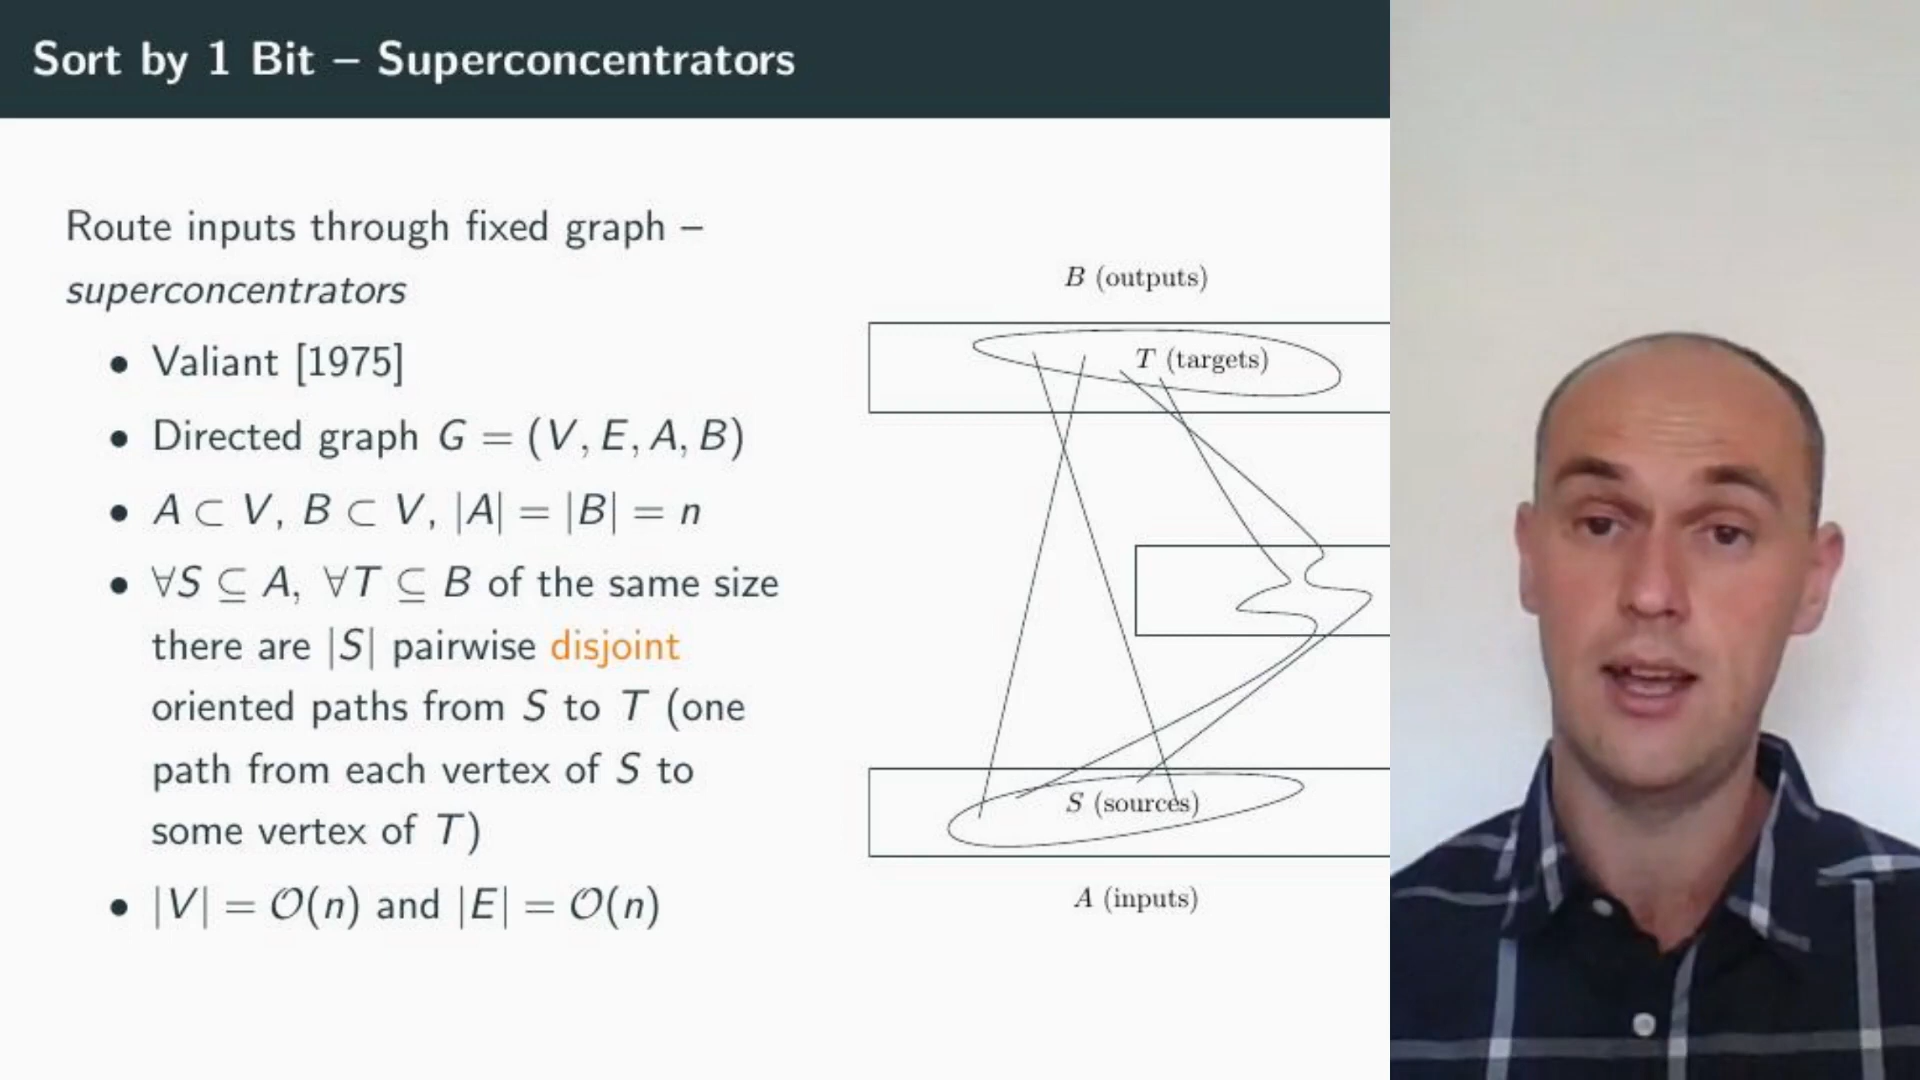 Sort by 1 Bit – Superconcentrators
Route inputs through fixed graph –
superconcentrators
• Valiant [1975]
• Directed graph G = (V, E, A, B)
• A ⊂ V, B ⊂ V, |A| = |B| = n
• ∀S ⊆ A, ∀T ⊆ B of the same size
there are |S| pairwise disjoint
oriented paths from S to T (one
path from each vertex of S to
some vertex of T)
• |V| = 𝒪(n) and |E| = 𝒪(n)
B (outputs)
T (targets)
S (sources)
A (inputs)